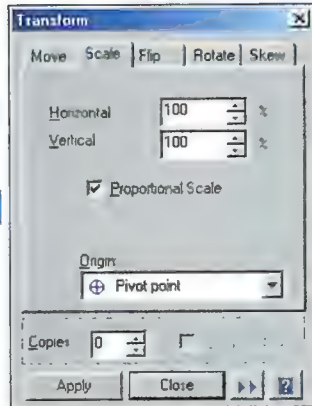 Transform
Move Scale Flip Rotate Skew
Horizontal 100 %
Vertical 100 %
Proportional Scale
Origin
Pivot point
Copies 0
Apply Close ?